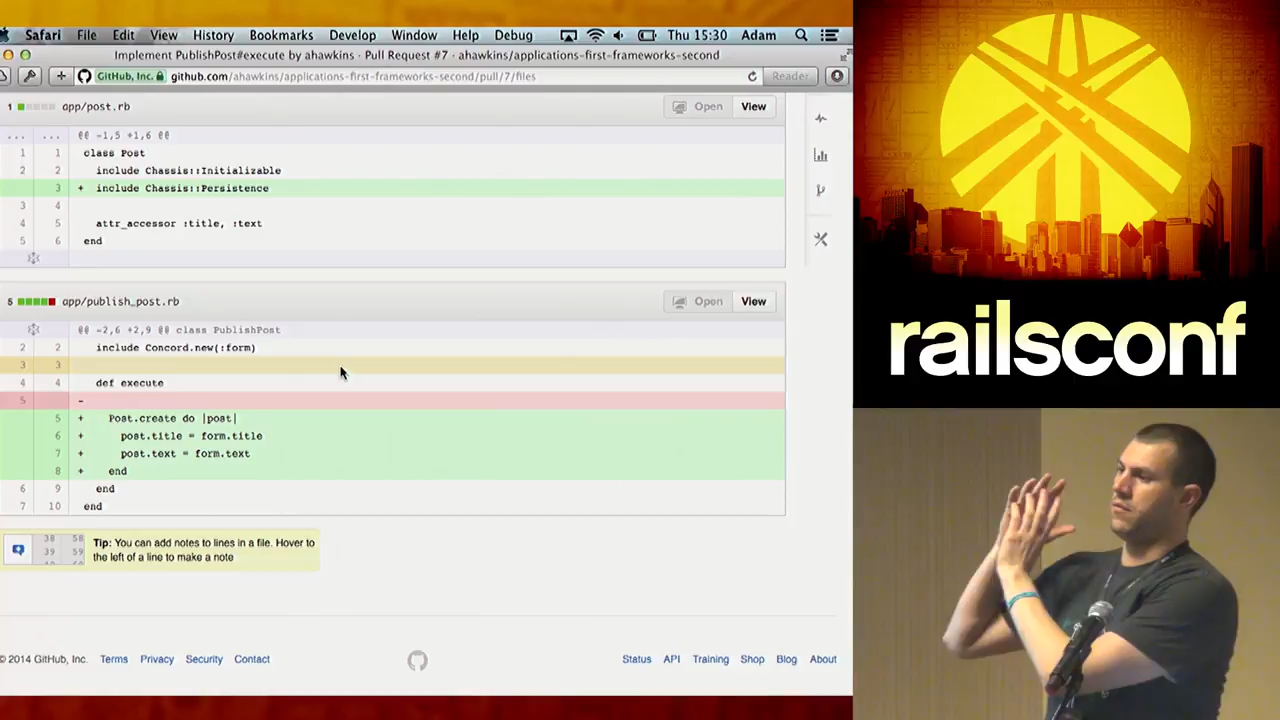 Safari File Edit View History Bookmarks Develop Window Help Debug Thu 15:30 Adam
Implement PublishPost#execute by ahawkins · Pull Request #7 · ahawkins/applications-first-frameworks-second
GitHub, Inc. github.com/ahawkins/applications-first-frameworks-second/pull/7/files Reader
1 app/post.rb Open View
... ... @@ -1,5 +1,6 @@
1 1 class Post
2 2 include Chassis::Initializable
3 + include Chassis::Persistence
3 4
4 5 attr_accessor :title, :text
5 6 end
5 app/publish_post.rb Open View
@@ -2,6 +2,9 @@ class PublishPost
2 2 include Concord.new(:form)
3 3
4 4 def execute
5 -
5 + Post.create do |post|
6 + post.title = form.title
7 + post.text = form.text
8 + end
6 9 end
7 10 end
38 58
39 59
Tip: You can add notes to lines in a file. Hover to
the left of a line to make a note
© 2014 GitHub, Inc. Terms Privacy Security Contact
Status API Training Shop Blog About
railsconf